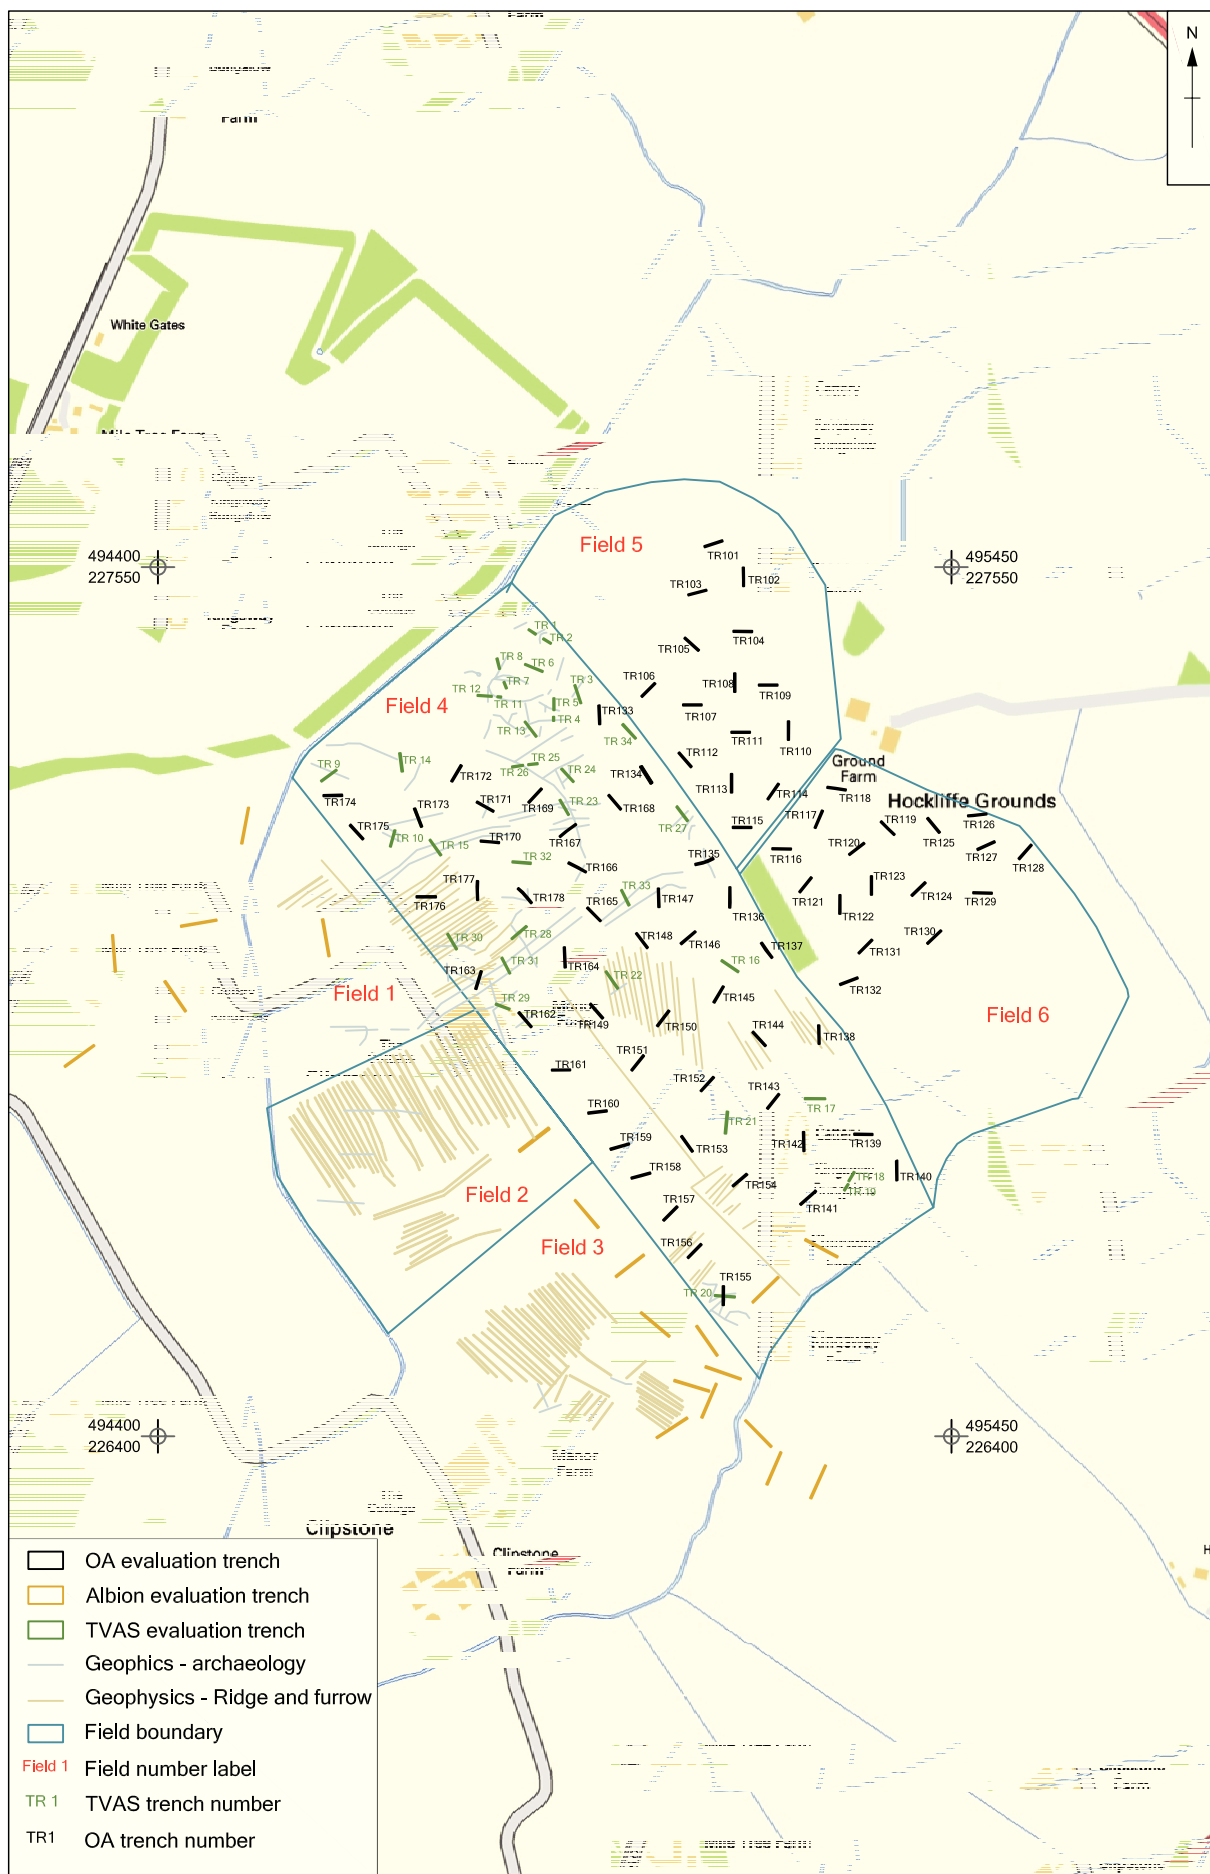 N
White Gates
Field 5
494400
227550
495450
227550
TR101
TR102
TR103
TR104
TR105
TR 1
TR 2
TR 8
TR 6
TR 7
TR 3
TR 12
TR 11
TR 5
TR 4
TR 13
TR106
TR108
TR109
TR107
Field 4
TR133
TR 34
TR111
TR110
TR112
TR 9
TR 14
TR172
TR 25
TR 26
TR 24
TR134
TR113
TR114
Ground
Farm
TR118
Hockliffe Grounds
TR174
TR173
TR171
TR169
TR 23
TR168
TR 27
TR115
TR117
TR119
TR125
TR126
TR175
TR 10
TR 15
TR170
TR167
TR135
TR116
TR120
TR127
TR128
TR 32
TR166
TR177
TR176
TR178
TR165
TR 33
TR147
TR136
TR121
TR123
TR122
TR124
TR129
TR 30
TR 28
TR148
TR146
TR137
TR131
TR130
TR163
TR 31
TR164
TR 22
TR 16
TR132
Field 1
TR 29
TR162
TR149
TR150
TR145
TR144
TR138
Field 6
TR161
TR151
TR152
TR143
TR 17
TR160
TR 21
TR159
TR153
TR142
TR139
TR158
TR154
TR 18
TR140
TR 19
TR141
Field 2
TR157
Field 3
TR156
TR155
TR 20
494400
226400
495450
226400
Clipstone
Clipstone
Farm
OA evaluation trench
Albion evaluation trench
TVAS evaluation trench
Geophics - archaeology
Geophysics - Ridge and furrow
Field boundary
Field 1 Field number label
TR 1 TVAS trench number
TR1 OA trench number